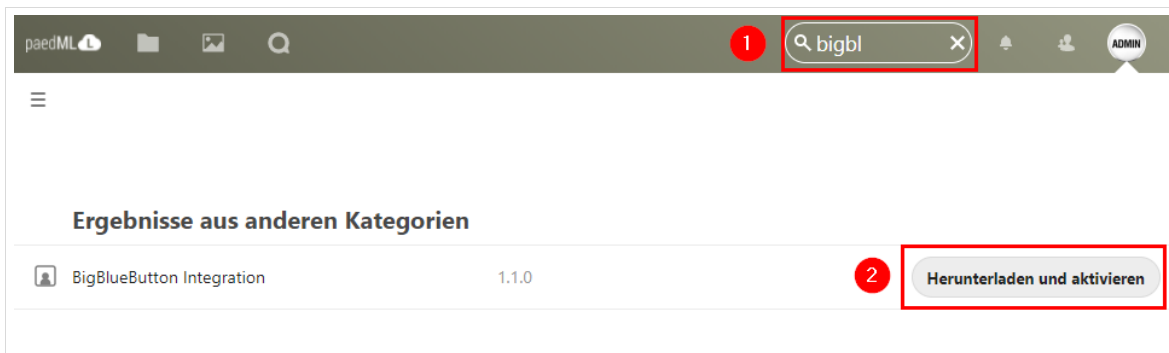 paedML L 1 bigbl ADMIN
Ergebnisse aus anderen Kategorien
BigBlueButton Integration 1.1.0 2 Herunterladen und aktivieren